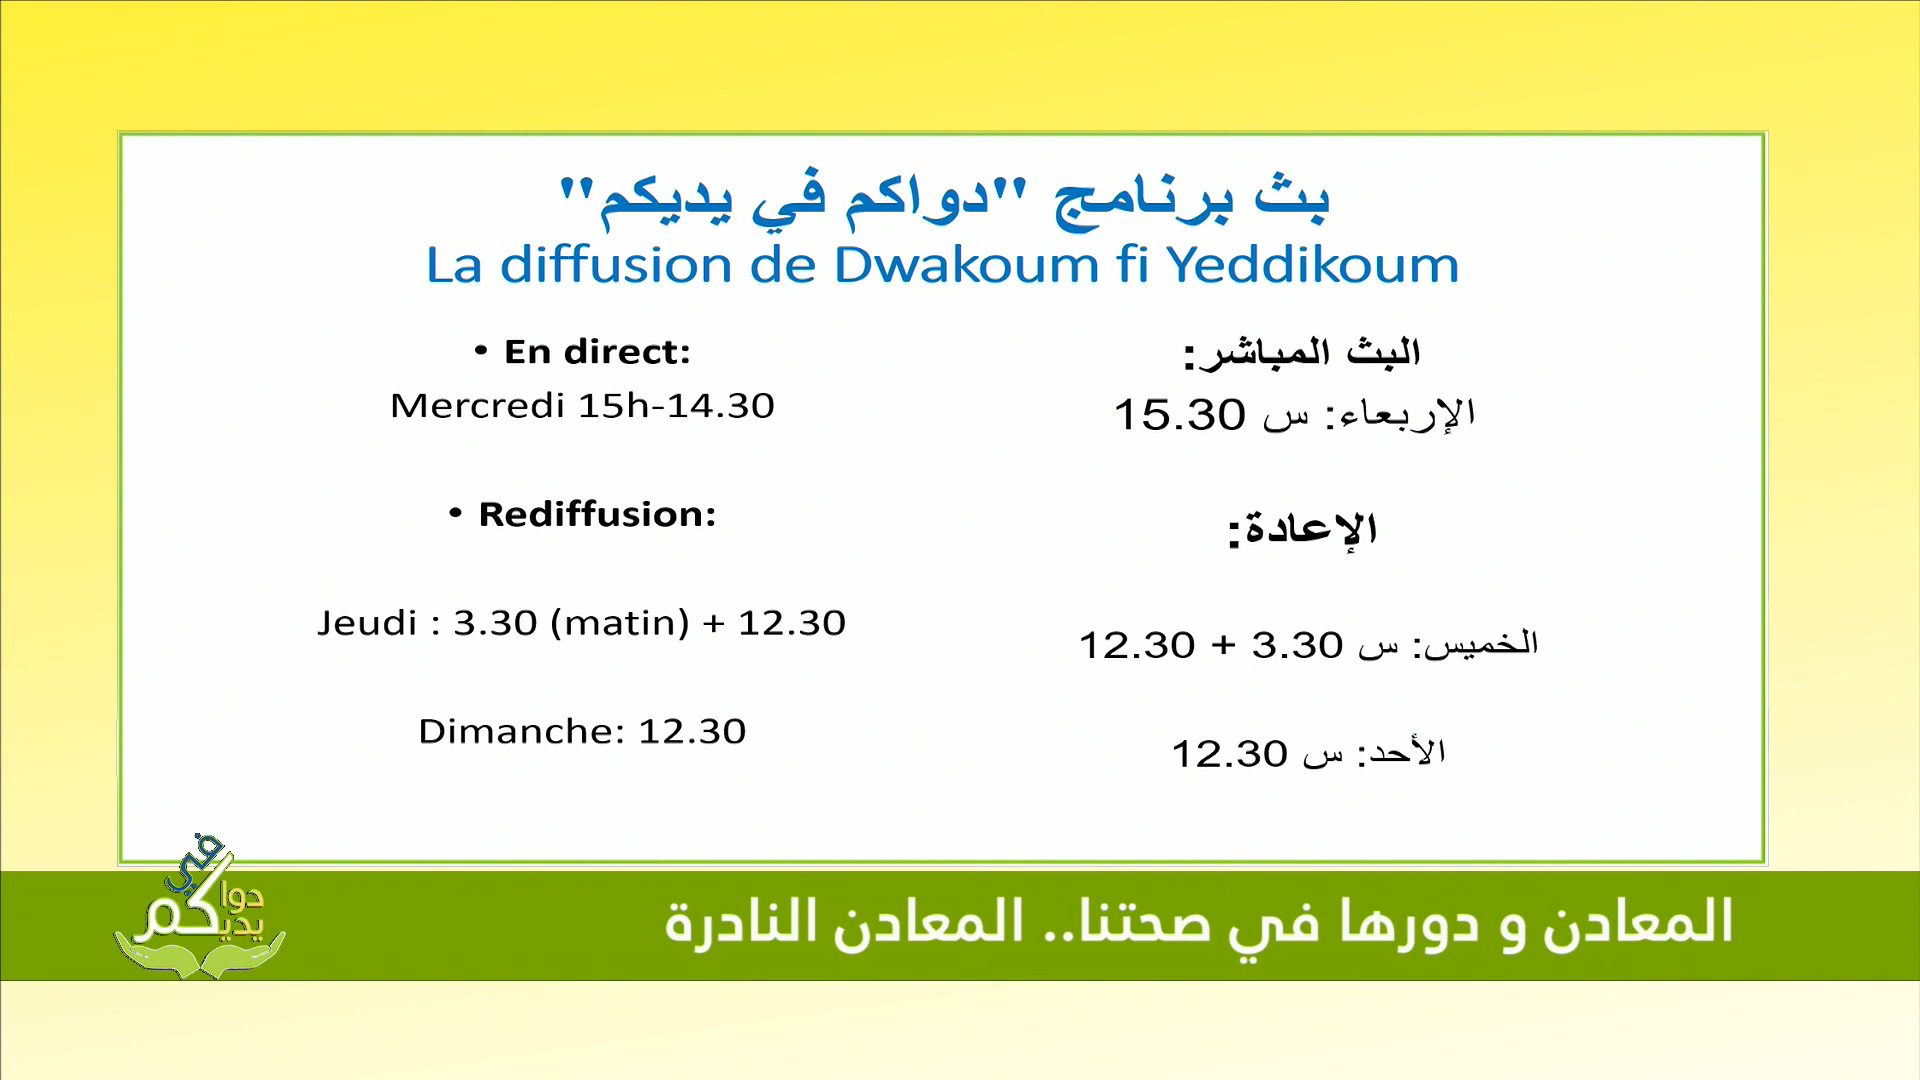 بث برنامج "دواكم في يديكم"
La diffusion de Dwakoum fi Yeddikoum
• En direct:
Mercredi 15h-14.30
• Rediffusion:
Jeudi : 3.30 (matin) + 12.30
Dimanche: 12.30
البث المباشر:
الإربعاء: س 15.30
الإعادة:
الخميس: س 3.30 + 12.30
الأحد: س 12.30
في
دواكم
يديكم
المعادن و دورها في صحتنا.. المعادن النادرة